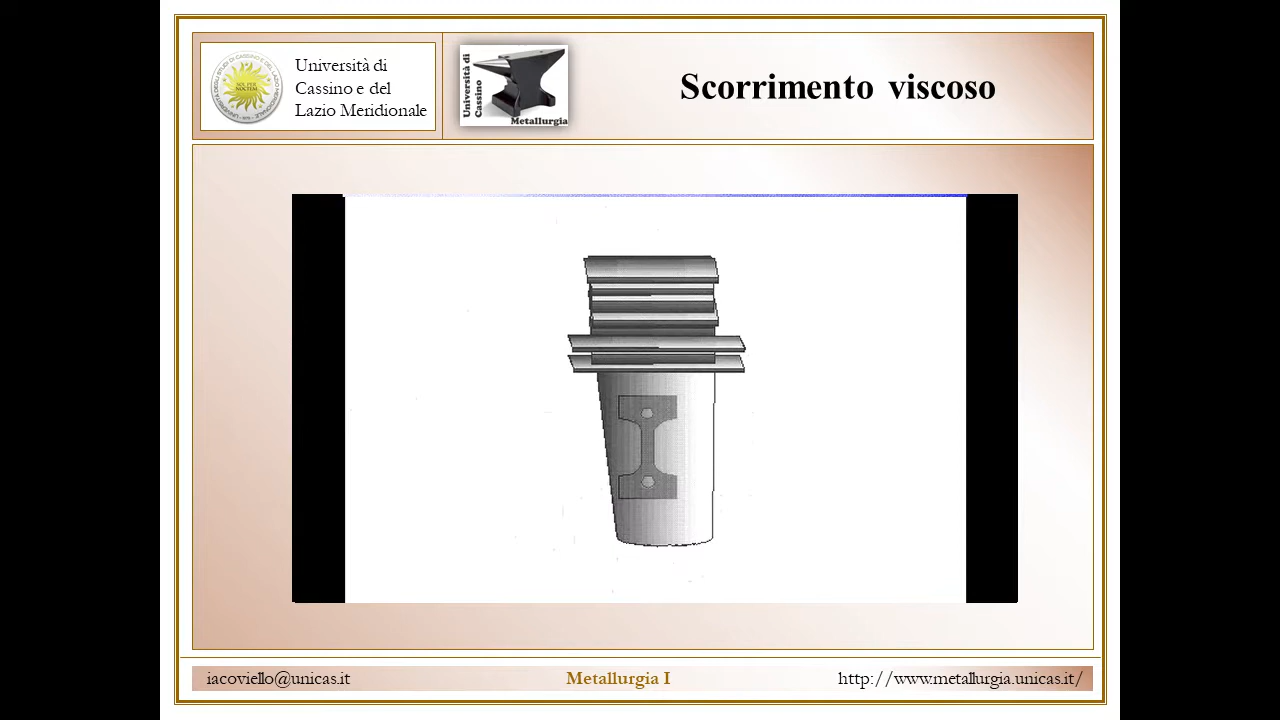 Università di
Cassino e del
Lazio Meridionale
Università di
Cassino
Metallurgia
Scorrimento viscoso
iacoviello@unicas.it
Metallurgia I
http://www.metallurgia.unicas.it/